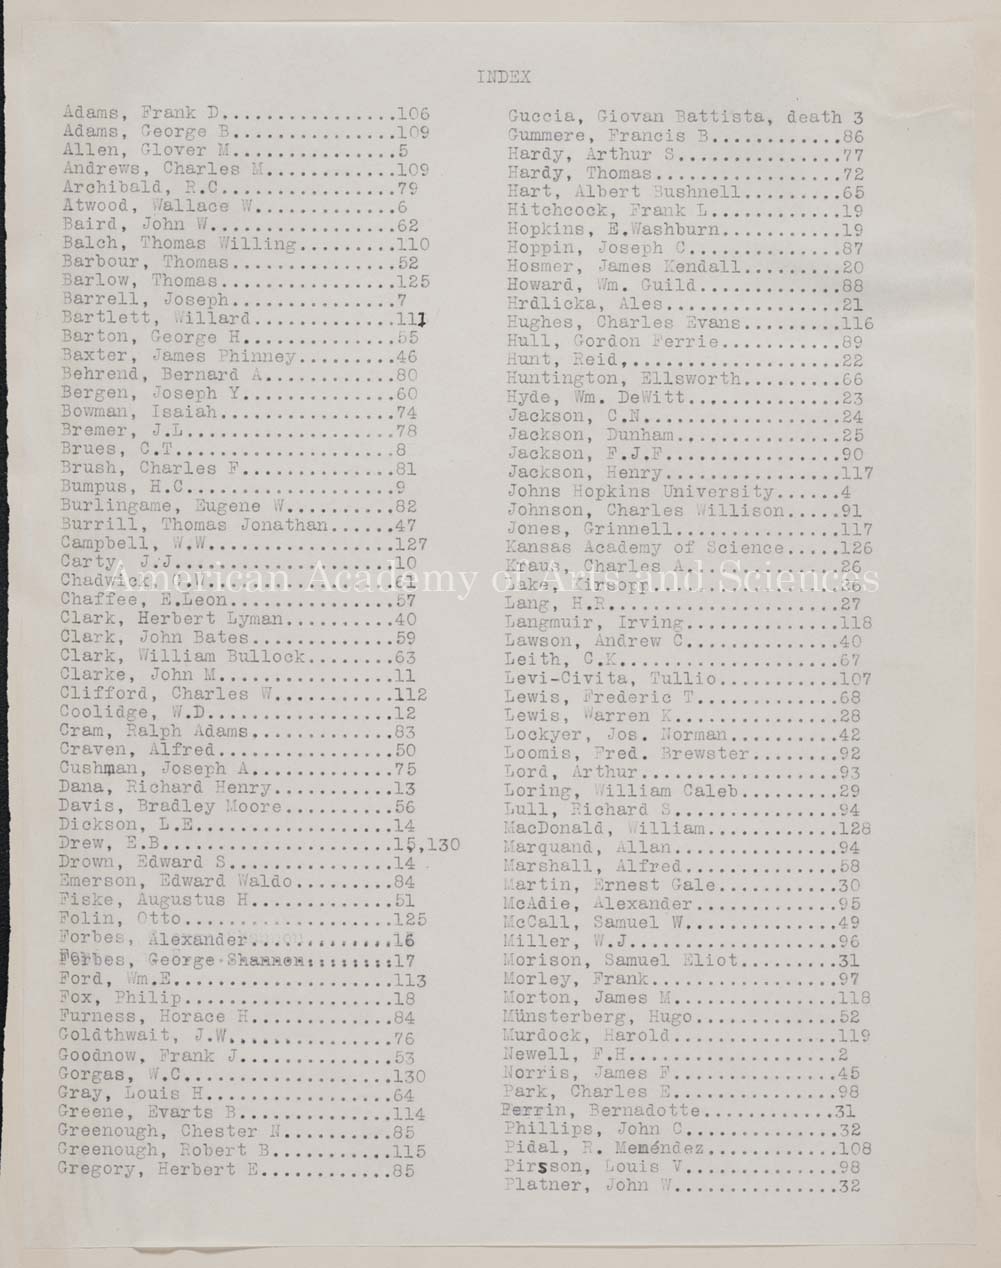 INDEX
Adams, Frank D.................106
Adams, George B................109
Allen, Glover M................5
Andrews, Charles M.............109
Archibald, R.C.................79
Atwood, Wallace W..............6
Baird, John W..................62
Balch, Thomas Willing.........110
Barbour, Thomas................52
Barlow, Thomas.................125
Barrell, Joseph................7
Bartlett, Willard..............111
Barton, George H...............55
Baxter, James Phinney.........46
Behrend, Bernard A.............80
Bergen, Joseph Y...............60
Bowman, Isaiah.................74
Bremer, J.L....................78
Brues, C.T.....................8
Brush, Charles F...............81
Bumpus, H.C....................9
Burlingame, Eugene W...........82
Burrill, Thomas Jonathan......47
Campbell, W.W..................127
Carty, J.J.....................10
Chadwick, G.W..................61
Chaffee, E.Leon................57
Clark, Herbert Lyman..........40
Clark, John Bates..............59
Clark, William Bullock........63
Clarke, John M.................11
Clifford, Charles W...........112
Coolidge, W.D..................12
Cram, Ralph Adams..............83
Craven, Alfred.................50
Cushman, Joseph A..............75
Dana, Richard Henry...........13
Davis, Bradley Moore..........56
Dickson, L.E...................14
Drew, E.B......................15,130
Drown, Edward S................14
Emerson, Edward Waldo.........84
Fiske, Augustus H..............51
Folin, Otto....................125
Forbes, Alexander..............16
Forbes, George Shannon........17
Ford, Wm.E.....................113
Fox, Philip....................18
Furness, Horace H..............84
Goldthwait, J.W................76
Goodnow, Frank J...............53
Gorgas, W.C....................130
Gray, Louis H..................64
Greene, Evarts B...............114
Greenough, Chester N..........85
Greenough, Robert B...........115
Gregory, Herbert E............85
Guccia, Giovan Battista, death 3
Gummere, Francis B............86
Hardy, Arthur S................77
Hardy, Thomas..................72
Hart, Albert Bushnell.........65
Hitchcock, Frank L............19
Hopkins, E.Washburn...........19
Hoppin, Joseph C..............87
Hosmer, James Kendall.........20
Howard, Wm. Guild.............88
Hrdlicka, Ales.................21
Hughes, Charles Evans.........116
Hull, Gordon Ferrie...........89
Hunt, Reid,....................22
Huntington, Ellsworth.........66
Hyde, Wm. DeWitt...............23
Jackson, C.N...................24
Jackson, Dunham................25
Jackson, F.J.F.................90
Jackson, Henry.................117
Johns Hopkins University......4
Johnson, Charles Willison.....91
Jones, Grinnell................117
Kansas Academy of Science.....126
Kraus, Charles A..............26
Lake, Kirsopp..................36
Lang, H.R......................27
Langmuir, Irving...............118
Lawson, Andrew C...............40
Leith, C.K.....................67
Levi-Civita, Tullio...........107
Lewis, Frederic T..............68
Lewis, Warren K................28
Lockyer, Jos. Norman..........42
Loomis, Fred. Brewster........92
Lord, Arthur...................93
Loring, William Caleb.........29
Lull, Richard S................94
MacDonald, William............128
Marquand, Allan................94
Marshall, Alfred...............58
Martin, Ernest Gale...........30
McAdie, Alexander.............95
McCall, Samuel W...............49
Miller, W.J....................96
Morison, Samuel Eliot.........31
Morley, Frank..................97
Morton, James M................118
Münsterberg, Hugo..............52
Murdock, Harold................119
Newell, F.H....................2
Norris, James F................45
Park, Charles E................98
Perrin, Bernadotte............31
Phillips, John C...............32
Pidal, R. Menéndez............108
Pirsson, Louis V...............98
Platner, John W................32
American Academy of Arts and Sciences